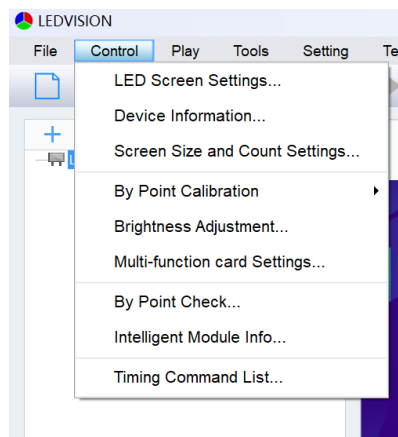 LEDVISION
File Control Play Tools Setting Te
LED Screen Settings...
Device Information...
Screen Size and Count Settings...
By Point Calibration
Brightness Adjustment...
Multi-function card Settings...
By Point Check...
Intelligent Module Info...
Timing Command List...